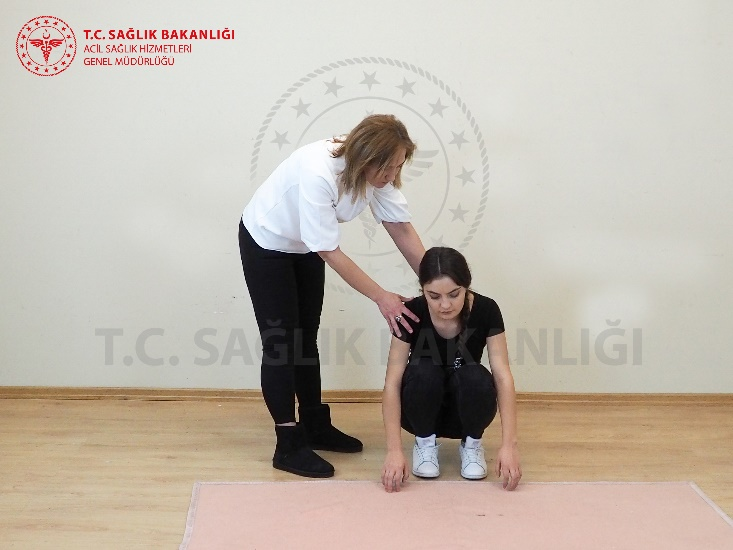 T.C. SAĞLIK BAKANLIĞI
ACİL SAĞLIK HİZMETLERİ
GENEL MÜDÜRLÜĞÜ
T.C. SAĞLIK BAKANLIĞI